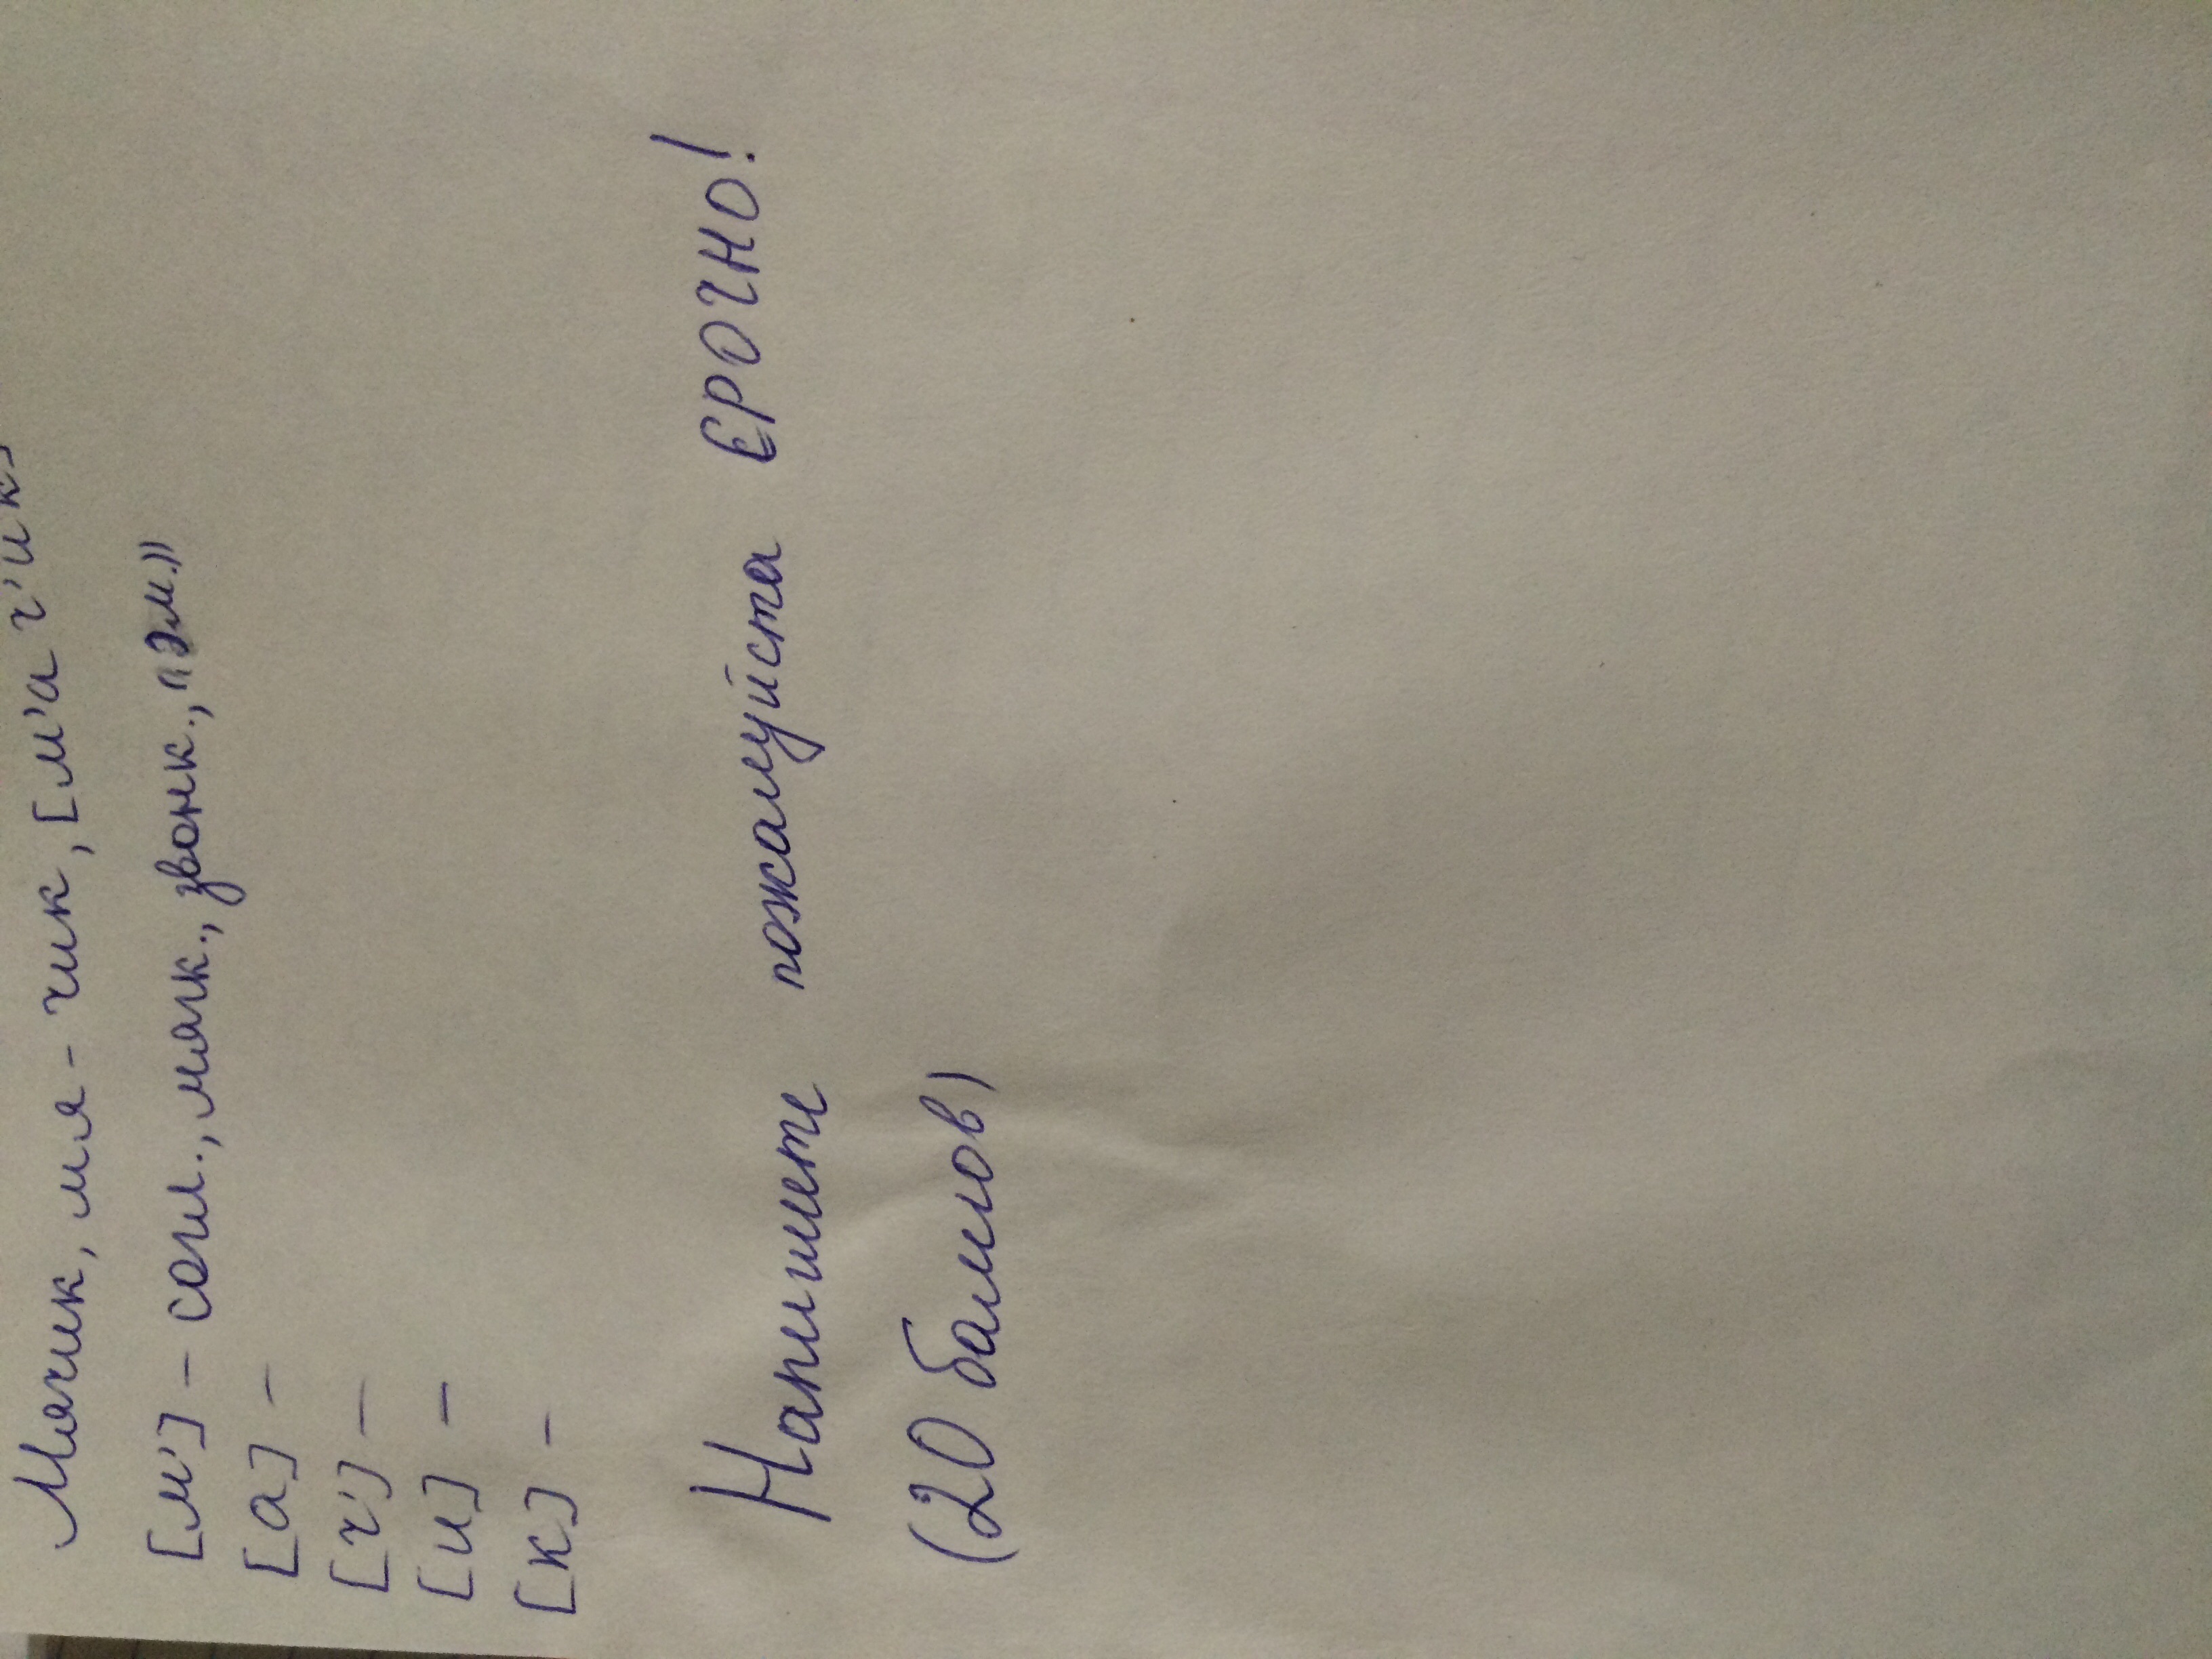 Мячик, мя-чик, [м'а ч'ик]
[м'] - согл., мягк., звонк., "эм"
[а] -
[ч'] -
[и] -
[к] -
Напишите пожалуйста СРОЧНО!
(20 баллов)